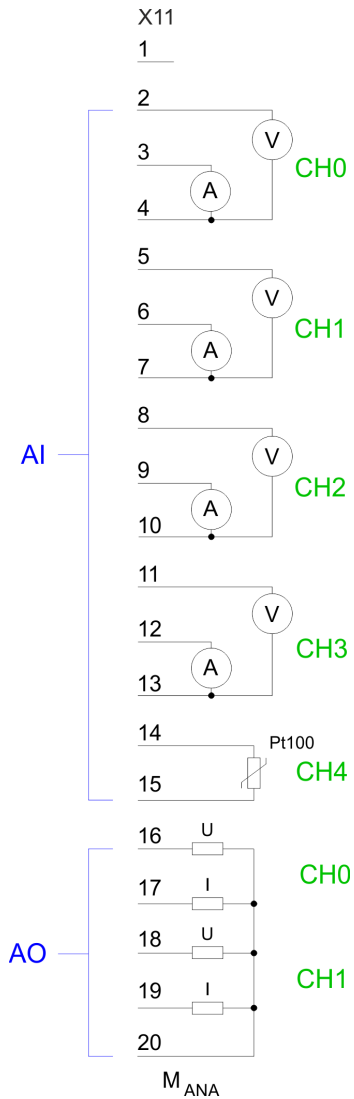 X11
1
2
V
3
CH0
A
4
5
V
6
CH1
A
7
8
V
AI
9
CH2
A
10
11
V
12
CH3
A
13
14
Pt100
CH4
15
16 U
CH0
17 I
18 U
AO
CH1
19 I
20
M ANA